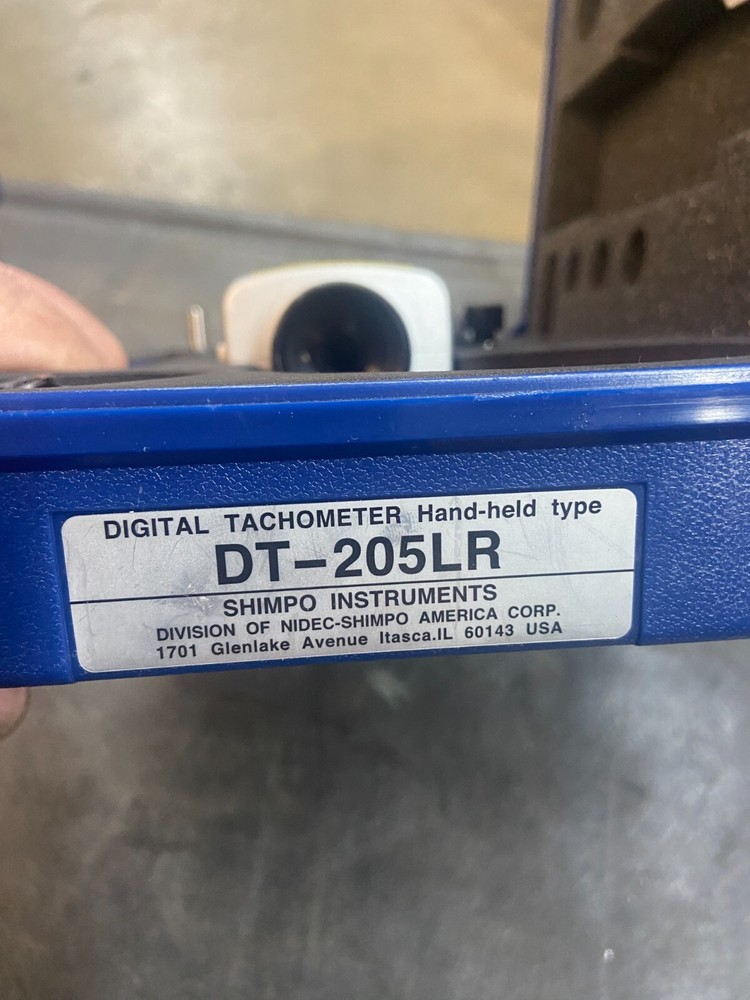 DIGITAL TACHOMETER Hand-held type
DT-205LR
SHIMPO INSTRUMENTS
DIVISION OF NIDEC-SHIMPO AMERICA CORP.
1701 Glenlake Avenue Itasca.IL 60143 USA